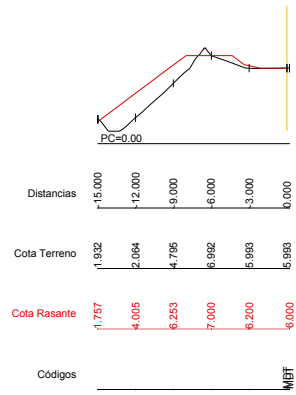 PC=0.00
Distancias -15.000 -12.000 -9.000 -6.000 -3.000 0.000
Cota Terreno 1.932 2.064 4.795 6.992 5.993 5.993
Cota Rasante 1.757 4.005 6.253 7.000 6.200 6.000
Códigos